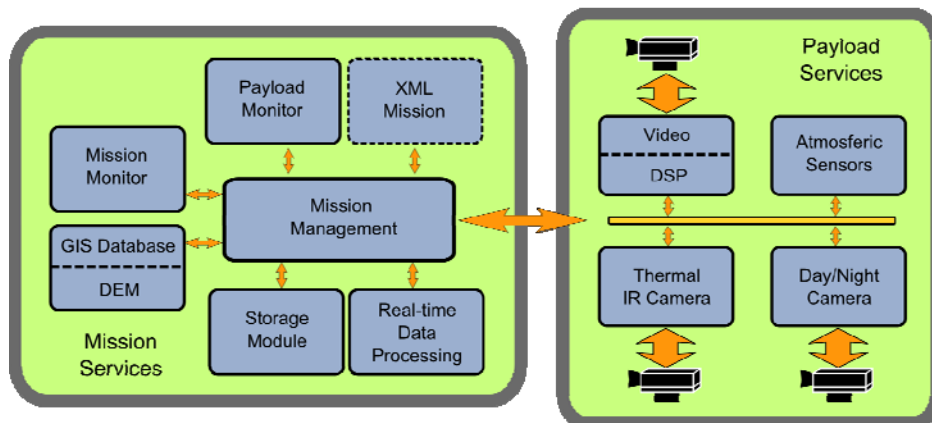 Payload
Monitor
XML
Mission
Mission
Monitor
Mission
Management
GIS Database
DEM
Storage
Module
Real-time
Data
Processing
Mission
Services
Payload
Services
Video
DSP
Atmosferic
Sensors
Thermal
IR Camera
Day/Night
Camera